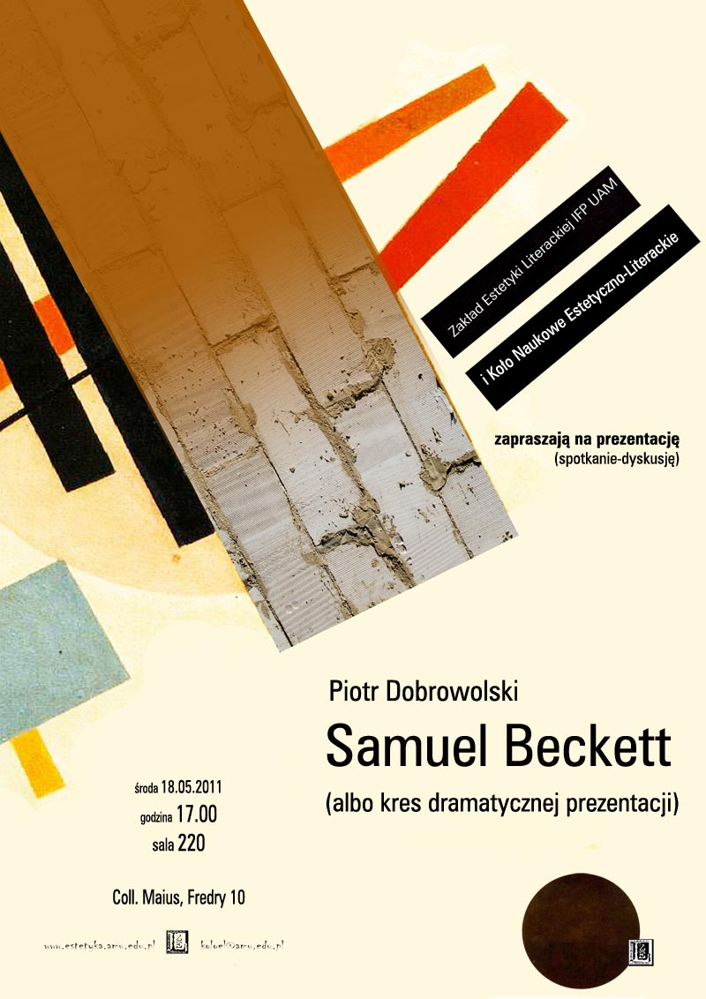 Zakład Estetyki Literackiej IFP UAM
i Koło Naukowe Estetyczno-Literackie
zapraszają na prezentację
(spotkanie-dyskusję)
Piotr Dobrowolski
Samuel Beckett
(albo kres dramatycznej prezentacji)
środa 18.05.2011
godzina 17.00
sala 220
Coll. Maius, Fredry 10
www.estetyka.amu.edu.pl
koloel@amu.edu.pl